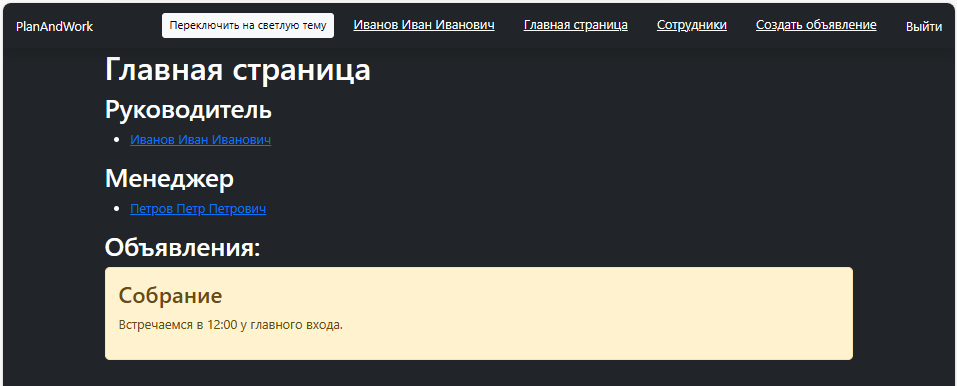 PlanAndWork Переключить на светлую тему Иванов Иван Иванович Главная страница Сотрудники Создать объявление Выйти
Главная страница
Руководитель
Иванов Иван Иванович
Менеджер
Петров Петр Петрович
Объявления:
Собрание
Встречаемся в 12:00 у главного входа.